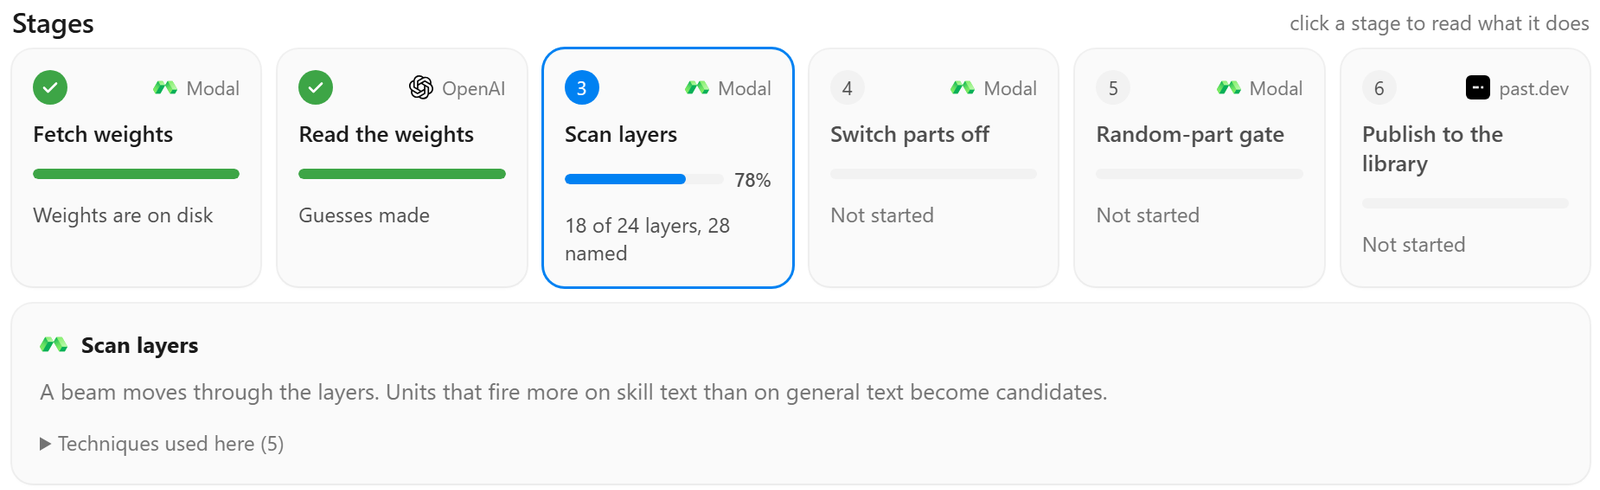 Stages
click a stage to read what it does
Modal
Fetch weights
Weights are on disk
OpenAI
Read the weights
Guesses made
3
Modal
Scan layers
78%
18 of 24 layers, 28
named
4
Modal
Switch parts off
Not started
5
Modal
Random-part gate
Not started
6
past.dev
Publish to the
library
Not started
Scan layers
A beam moves through the layers. Units that fire more on skill text than on general text become candidates.
Techniques used here (5)